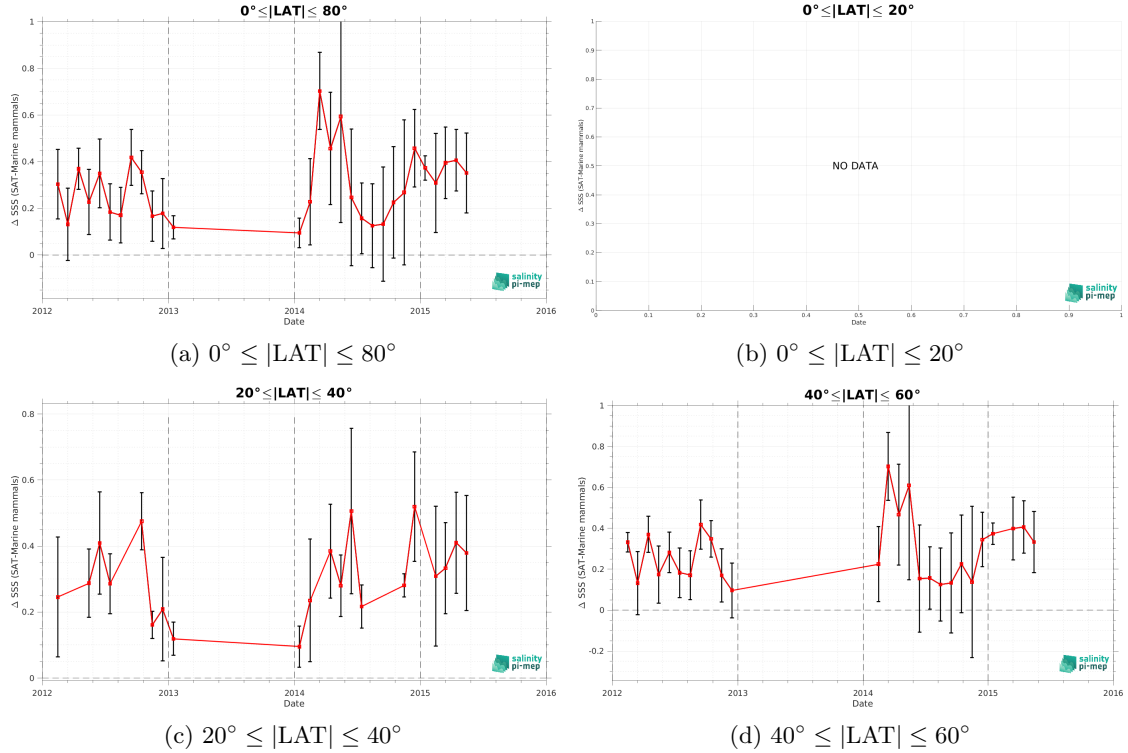 0°≤|LAT|≤ 80°
1
0.8
0.6
0.4
0.2
0
Δ SSS (SAT-Marine mammals)
salinity
pi-mep
2012 2013 2014 2015 2016
Date
(a) 0° ≤ |LAT| ≤ 80°
0°≤|LAT|≤ 20°
1
0.9
0.8
0.7
0.6
0.5
0.4
0.3
0.2
0.1
0
Δ SSS (SAT-Marine mammals)
NO DATA
salinity
pi-mep
0 0.1 0.2 0.3 0.4 0.5 0.6 0.7 0.8 0.9 1
Date
(b) 0° ≤ |LAT| ≤ 20°
20°≤|LAT|≤ 40°
0.8
0.6
0.4
0.2
0
Δ SSS (SAT-Marine mammals)
salinity
pi-mep
2012 2013 2014 2015 2016
Date
(c) 20° ≤ |LAT| ≤ 40°
40°≤|LAT|≤ 60°
1
0.8
0.6
0.4
0.2
0
-0.2
Δ SSS (SAT-Marine mammals)
salinity
pi-mep
2012 2013 2014 2015 2016
Date
(d) 40° ≤ |LAT| ≤ 60°